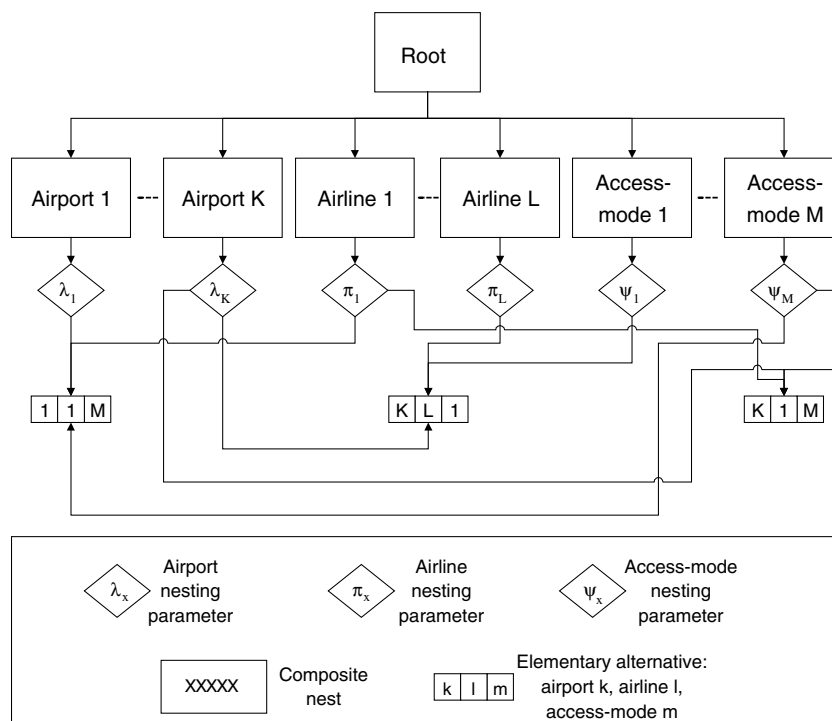 Root
Airport 1
Airport K
Airline 1
Airline L
Access-
mode 1
Access-
mode M
λ1
λK
π1
πL
ψ1
ψM
1 1 M
K L 1
K 1 M
λx
Airport
nesting
parameter
πx
Airline
nesting
parameter
ψx
Access-mode
nesting
parameter
XXXXX
Composite
nest
k l m
Elementary alternative:
airport k, airline l,
access-mode m